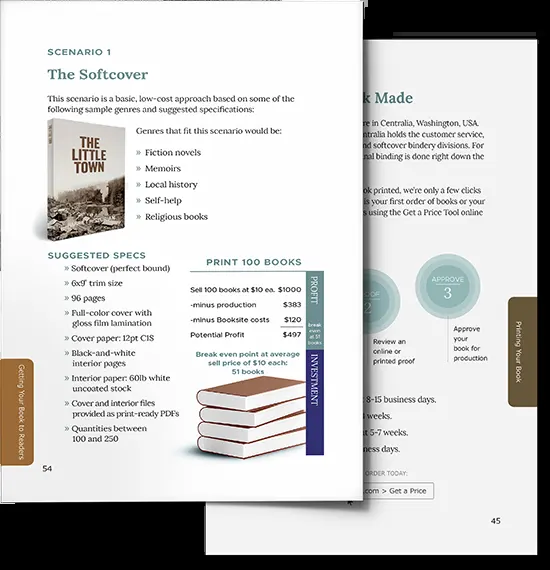 SCENARIO 1
The Softcover
This scenario is a basic, low-cost approach based on some of the
following sample genres and suggested specifications:
THE
LITTLE
TOWN
Genres that fit this scenario would be:
» Fiction novels
» Memoirs
» Local history
» Self-help
» Religious books
SUGGESTED SPECS
» Softcover (perfect bound)
» 6x9" trim size
» 96 pages
» Full-color cover with
gloss film lamination
» Cover paper: 12pt C1S
» Black-and-white
interior pages
» Interior paper: 60lb white
uncoated stock
» Cover and interior files
provided as print-ready PDFs
» Quantities between
100 and 250
PRINT 100 BOOKS
Sell 100 books at $10 ea. $1000
-minus production $383
-minus Booksite costs $120
Potential Profit $497
Break even point at average
sell price of $10 each:
51 books
PROFIT
break
even
at 51
books
INVESTMENT
Getting Your Book to Readers
54
k Made
re in Centralia, Washington, USA.
ntralia holds the customer service,
and softcover bindery divisions. For
nal binding is done right down the
ok printed, we're only a few clicks
is your first order of books or your
s using the Get a Price Tool online
OOF
2
APPROVE
3
Review an
online or
printed proof
Approve
your
book for
production
8-15 business days.
weeks.
t 5-7 weeks.
ness days.
ORDER TODAY:
.com > Get a Price
Printing Your Book
45